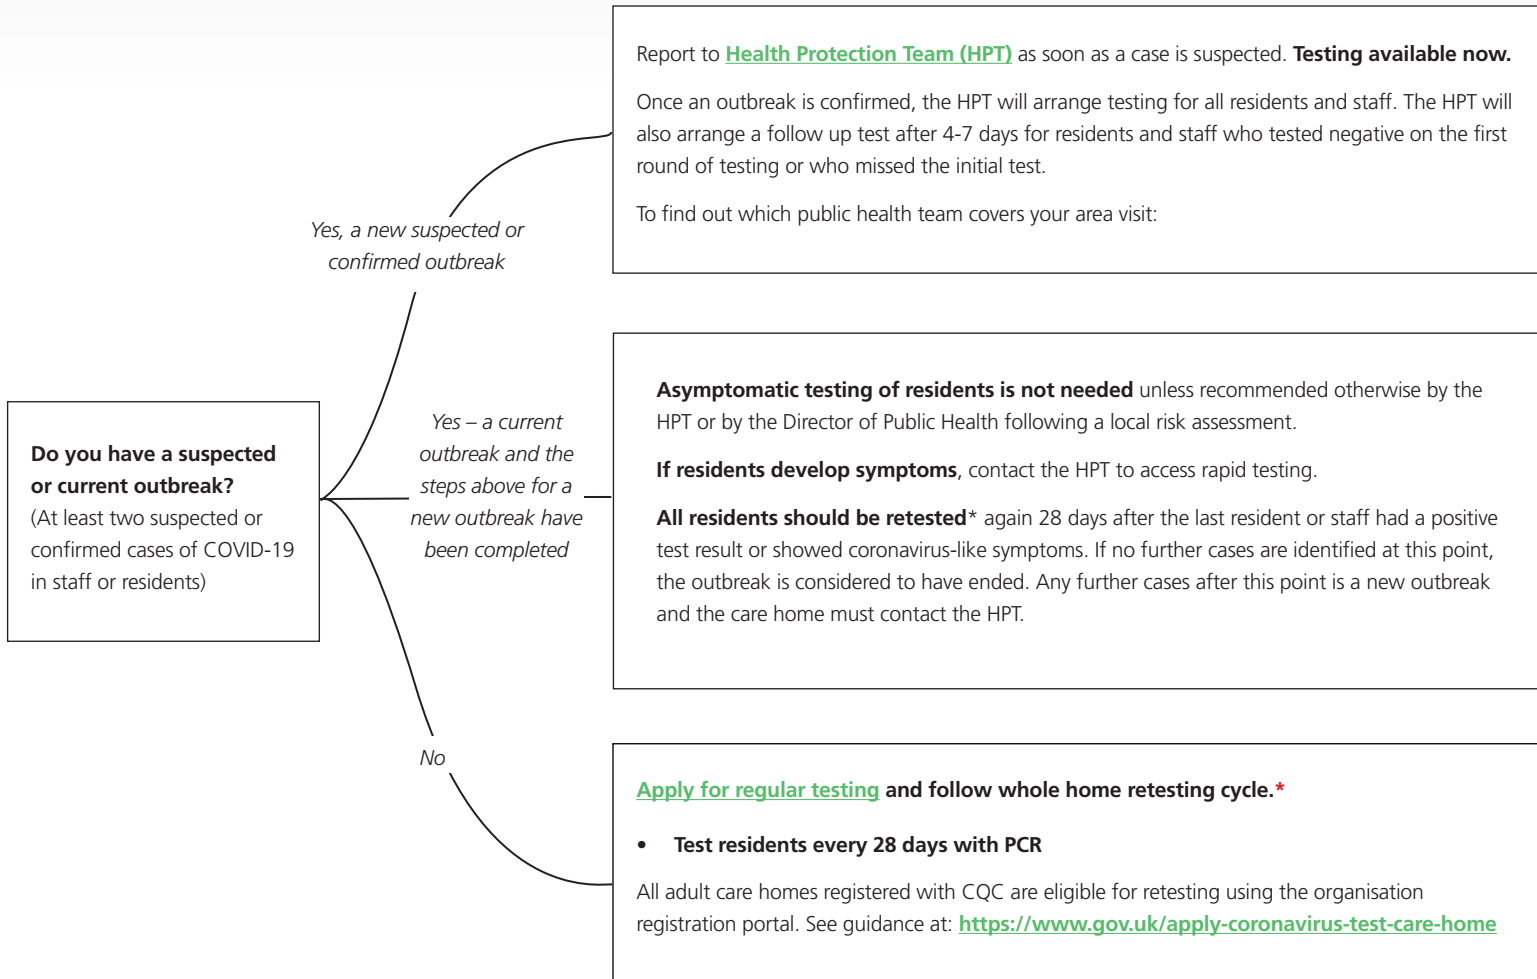 Report to Health Protection Team (HPT) as soon as a case is suspected. Testing available now.
Once an outbreak is confirmed, the HPT will arrange testing for all residents and staff. The HPT will
also arrange a follow up test after 4-7 days for residents and staff who tested negative on the first
round of testing or who missed the initial test.
To find out which public health team covers your area visit:
Yes, a new suspected or
confirmed outbreak
Do you have a suspected
or current outbreak?
(At least two suspected or
confirmed cases of COVID-19
in staff or residents)
Yes – a current
outbreak and the
steps above for a
new outbreak have
been completed
Asymptomatic testing of residents is not needed unless recommended otherwise by the
HPT or by the Director of Public Health following a local risk assessment.
If residents develop symptoms, contact the HPT to access rapid testing.
All residents should be retested* again 28 days after the last resident or staff had a positive
test result or showed coronavirus-like symptoms. If no further cases are identified at this point,
the outbreak is considered to have ended. Any further cases after this point is a new outbreak
and the care home must contact the HPT.
No
Apply for regular testing and follow whole home retesting cycle.*
• Test residents every 28 days with PCR
All adult care homes registered with CQC are eligible for retesting using the organisation
registration portal. See guidance at: https://www.gov.uk/apply-coronavirus-test-care-home